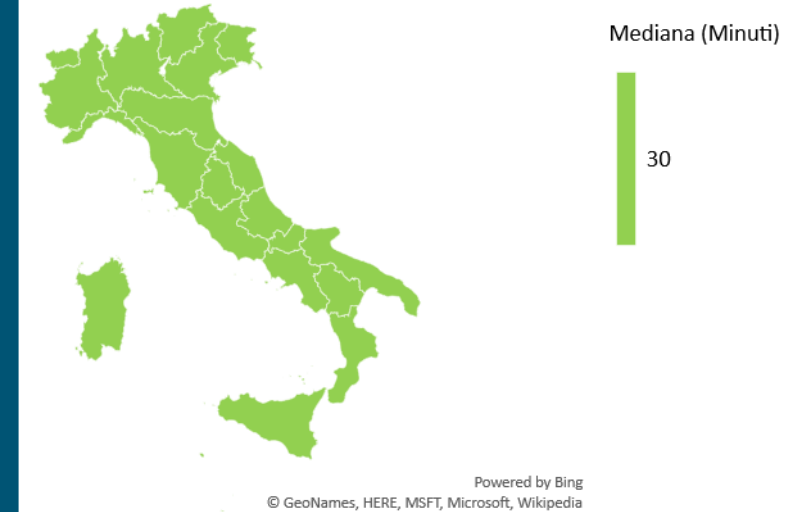 Mediana (Minuti)
30
Powered by Bing
© GeoNames, HERE, MSFT, Microsoft, Wikipedia